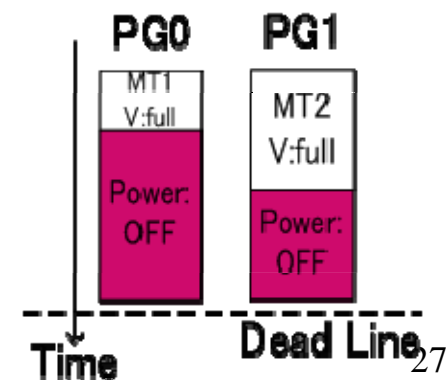 PG0 PG1
MT1
V:full
MT2
V:full
Power:
OFF
Power:
OFF
Time
Dead Line
27